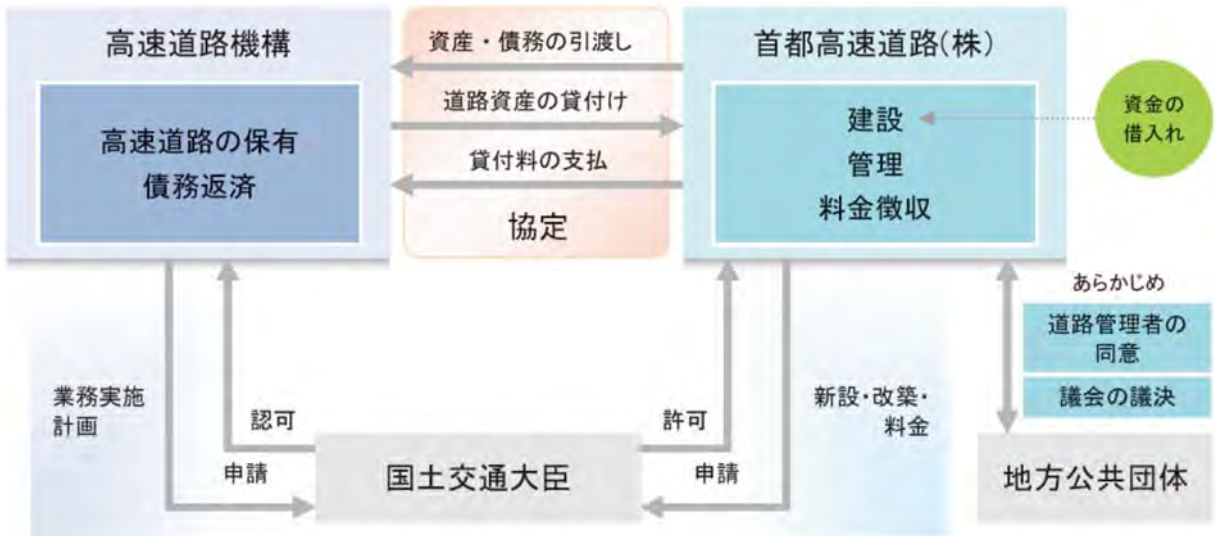 高速道路機構
高速道路の保有
債務返済
資産・債務の引渡し
道路資産の貸付け
貸付料の支払
協定
首都高速道路(株)
建設
管理
料金徴収
資金の
借入れ
業務実施
計画
認可
申請
国土交通大臣
許可
申請
新設・改築・
料金
あらかじめ
道路管理者の
同意
議会の議決
地方公共団体